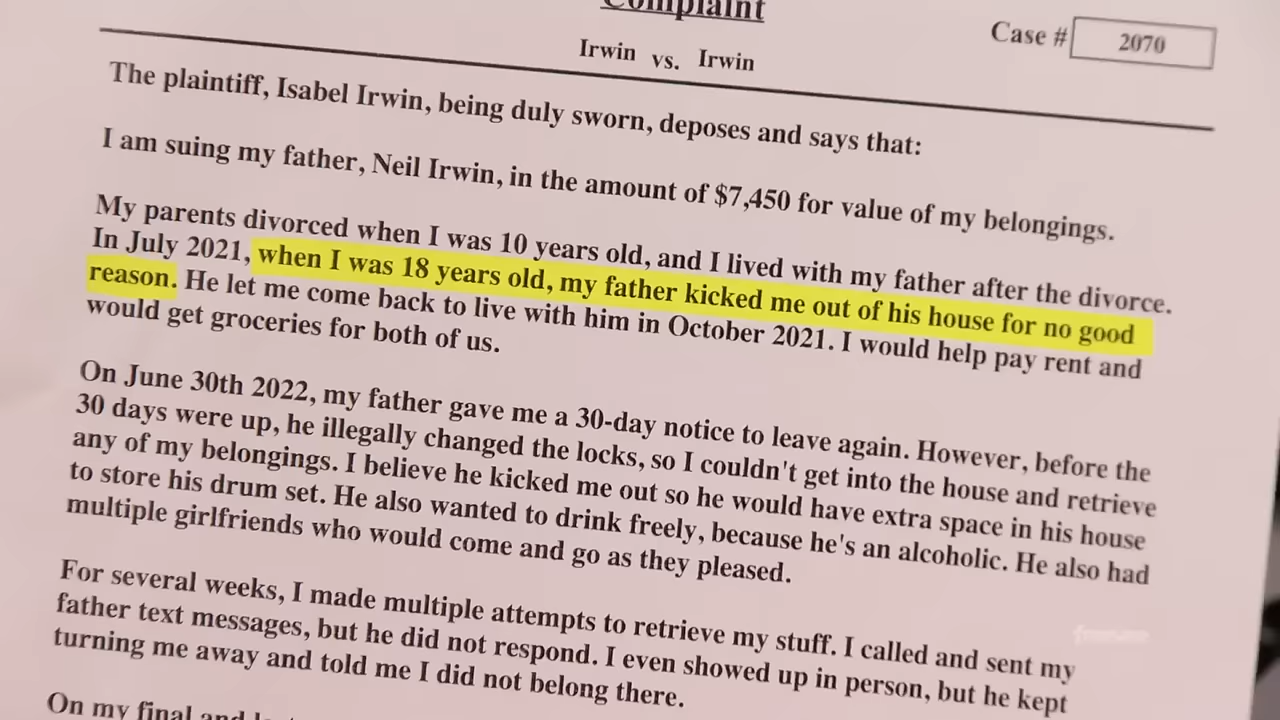 Complaint
Case # 2070
Irwin vs. Irwin
The plaintiff, Isabel Irwin, being duly sworn, deposes and says that:
I am suing my father, Neil Irwin, in the amount of $7,450 for value of my belongings.
My parents divorced when I was 10 years old, and I lived with my father after the divorce.
In July 2021, when I was 18 years old, my father kicked me out of his house for no good
reason. He let me come back to live with him in October 2021. I would help pay rent and
would get groceries for both of us.
On June 30th 2022, my father gave me a 30-day notice to leave again. However, before the
30 days were up, he illegally changed the locks, so I couldn't get into the house and retrieve
any of my belongings. I believe he kicked me out so he would have extra space in his house
to store his drum set. He also wanted to drink freely, because he's an alcoholic. He also had
multiple girlfriends who would come and go as they pleased.
For several weeks, I made multiple attempts to retrieve my stuff. I called and sent my
father text messages, but he did not respond. I even showed up in person, but he kept
turning me away and told me I did not belong there.
On my final and